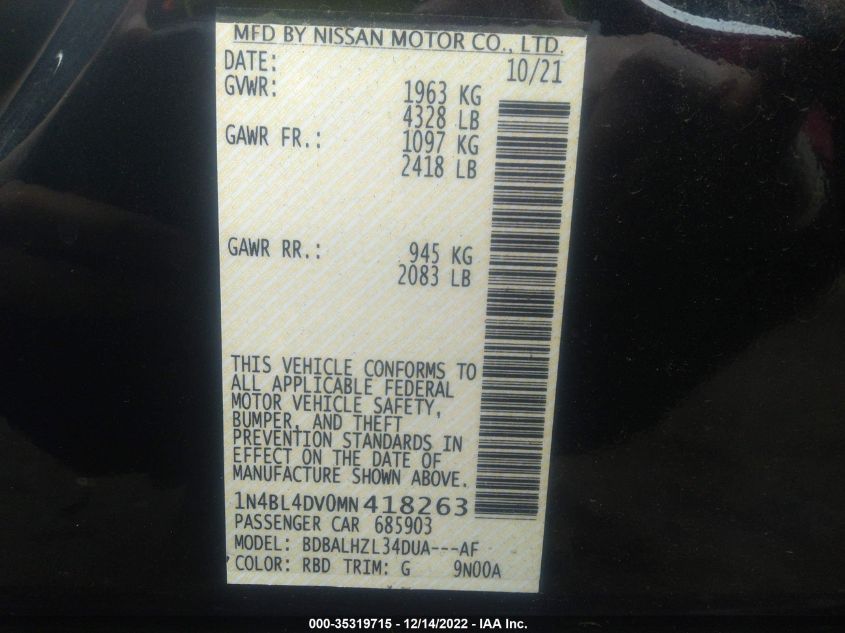 MFD BY NISSAN MOTOR CO., LTD.
DATE: 10/21
GVWR: 1963 KG
4328 LB
GAWR FR.: 1097 KG
2418 LB
GAWR RR.: 945 KG
2083 LB
THIS VEHICLE CONFORMS TO
ALL APPLICABLE FEDERAL
MOTOR VEHICLE SAFETY,
BUMPER, AND THEFT
PREVENTION STANDARDS IN
EFFECT ON THE DATE OF
MANUFACTURE SHOWN ABOVE.
1N4BL4DV0MN418263
PASSENGER CAR 685903
MODEL: BDBALHZL34DUA---AF
COLOR: RBD TRIM: G 9N00A
000-35319715 - 12/14/2022 - IAA Inc.